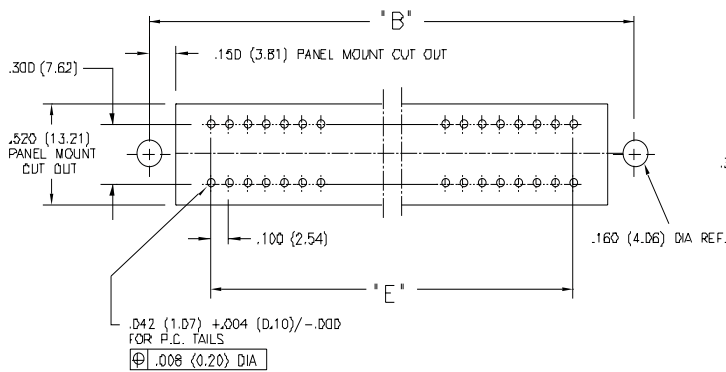 "B"
.150 (3.81) PANEL MOUNT CUT OUT
.300 (7.62)
.520 (13.21)
PANEL MOUNT
CUT OUT
.160 (4.06) DIA REF.
.100 (2.54)
"E"
.042 (1.07) +.004 (0.10)/-.000
FOR P.C. TAILS
⌖ .008 (0.20) DIA